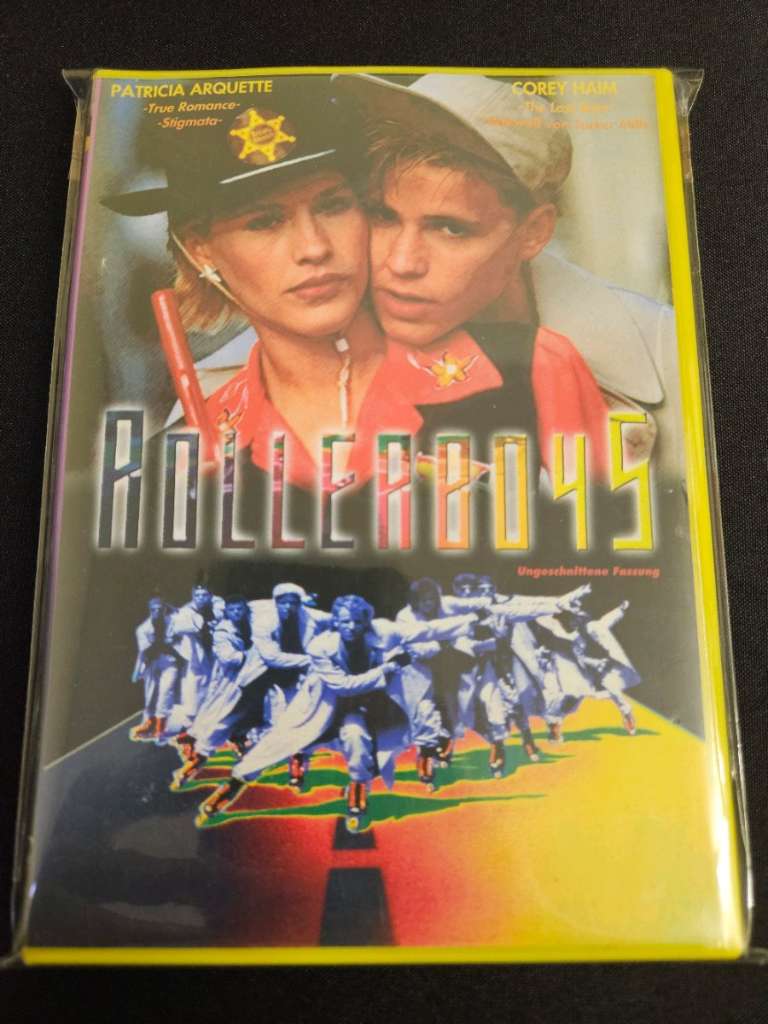 PATRICIA ARQUETTE
-True Romance-
-Stigmata-
COREY HAIM
-The Lost Boys-
ROLLERBOYS
Ungeschnittene Fassung